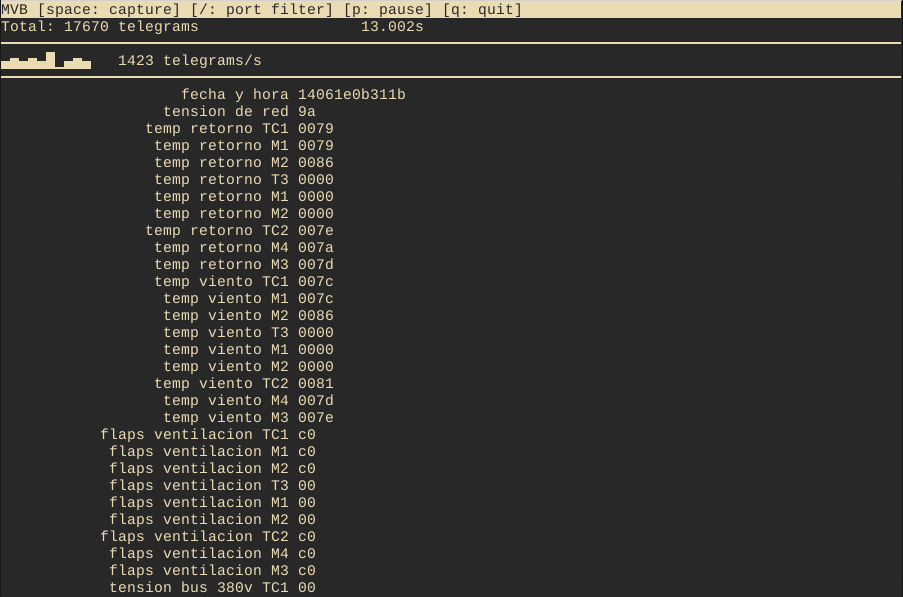 MVB [space: capture] [/: port filter] [p: pause] [q: quit]
Total: 17670 telegrams 13.002s
1423 telegrams/s
fecha y hora 14061e0b311b
tension de red 9a
temp retorno TC1 0079
temp retorno M1 0079
temp retorno M2 0086
temp retorno T3 0000
temp retorno M1 0000
temp retorno M2 0000
temp retorno TC2 007e
temp retorno M4 007a
temp retorno M3 007d
temp viento TC1 007c
temp viento M1 007c
temp viento M2 0086
temp viento T3 0000
temp viento M1 0000
temp viento M2 0000
temp viento TC2 0081
temp viento M4 007d
temp viento M3 007e
flaps ventilacion TC1 c0
flaps ventilacion M1 c0
flaps ventilacion M2 c0
flaps ventilacion T3 00
flaps ventilacion M1 00
flaps ventilacion M2 00
flaps ventilacion TC2 c0
flaps ventilacion M4 c0
flaps ventilacion M3 c0
tension bus 380v TC1 00